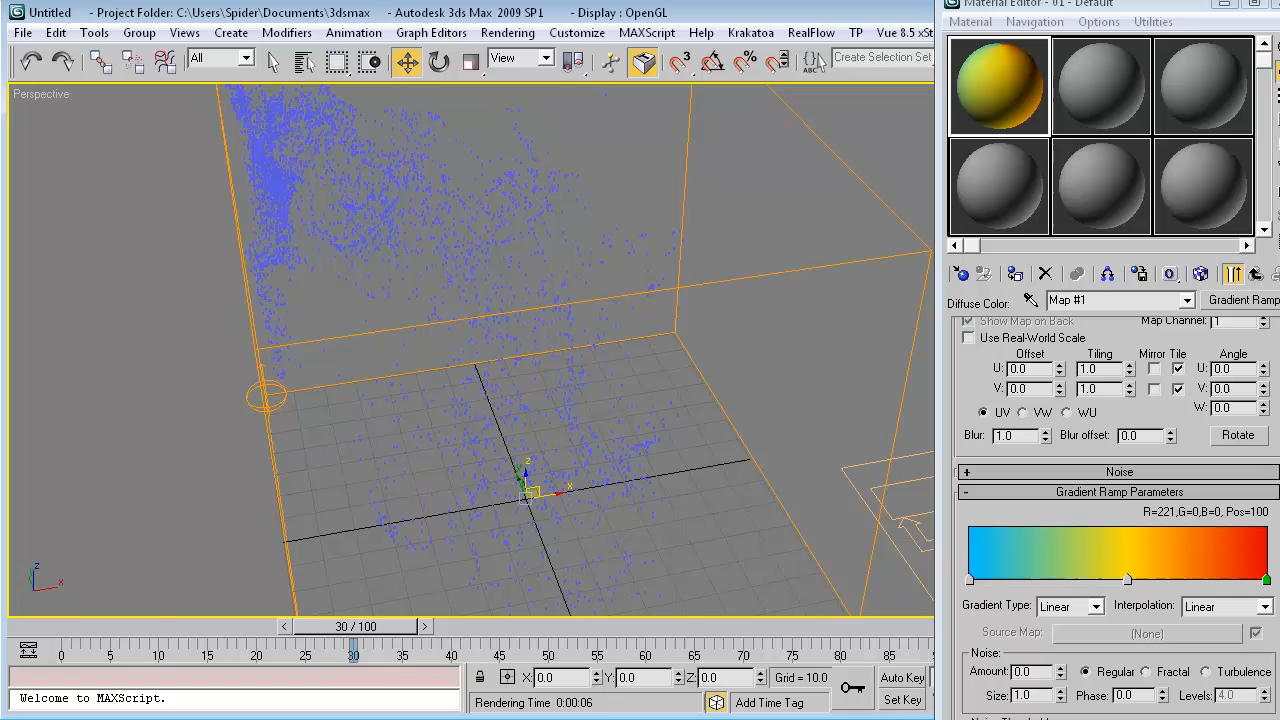 Untitled - Project Folder: C:\Users\Spider\Documents\3dsmax - Autodesk 3ds Max 2009 SP1 - Display : OpenGL
File Edit Tools Group Views Create Modifiers Animation Graph Editors Rendering Customize MAXScript Help Krakatoa RealFlow TP Vue 8.5 xSt
All View 3 % ABC Create Selection Set
Perspective
z
x
z
x
30 / 100
0 5 10 15 20 25 30 35 40 45 50 55 60 65 70 75 80 85 90
X: 0.0 Y: 0.0 Z: 0.0 Grid = 10.0 Auto Key
Welcome to MAXScript. Rendering Time 0:00:06 Add Time Tag Set Key
Material Editor - 01 - Default
Material Navigation Options Utilities
Diffuse Color: Map #1 Gradient Ramp
Show Map on Back Map Channel: 1
Use Real-World Scale
Offset Tiling Mirror Tile Angle
U: 0.0 1.0 U: 0.0
V: 0.0 1.0 V: 0.0
UV VW WU W: 0.0
Blur: 1.0 Blur offset: 0.0 Rotate
+ Noise
- Gradient Ramp Parameters
R=221,G=0,B=0, Pos=100
Gradient Type: Linear Interpolation: Linear
Source Map: (None)
Noise:
Amount: 0.0 Regular Fractal Turbulence
Size: 1.0 Phase: 0.0 Levels: 4.0